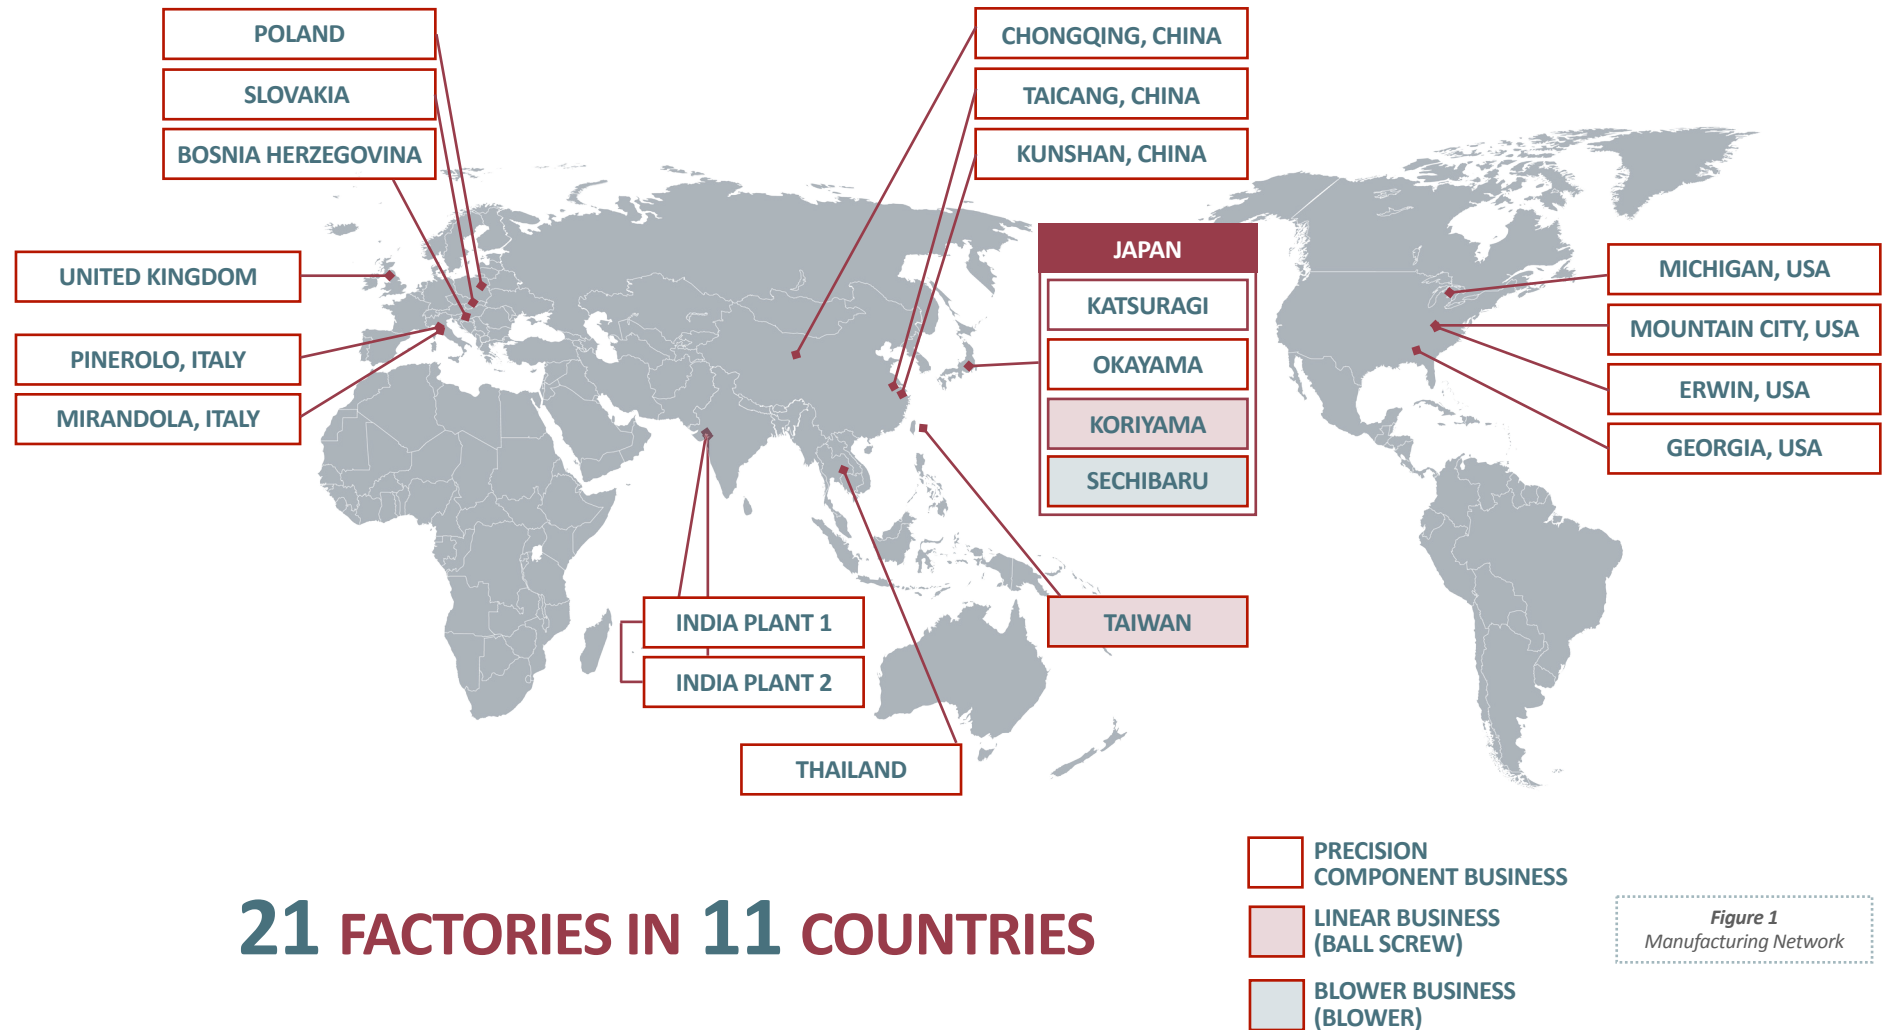 POLAND
SLOVAKIA
BOSNIA HERZEGOVINA
UNITED KINGDOM
PINEROLO, ITALY
MIRANDOLA, ITALY
CHONGQING, CHINA
TAICANG, CHINA
KUNSHAN, CHINA
JAPAN
KATSURAGI
OKAYAMA
KORIYAMA
SECHIBARU
MICHIGAN, USA
MOUNTAIN CITY, USA
ERWIN, USA
GEORGIA, USA
INDIA PLANT 1
INDIA PLANT 2
TAIWAN
THAILAND
21 FACTORIES IN 11 COUNTRIES
PRECISION
COMPONENT BUSINESS
LINEAR BUSINESS
(BALL SCREW)
BLOWER BUSINESS
(BLOWER)
Figure 1
Manufacturing Network